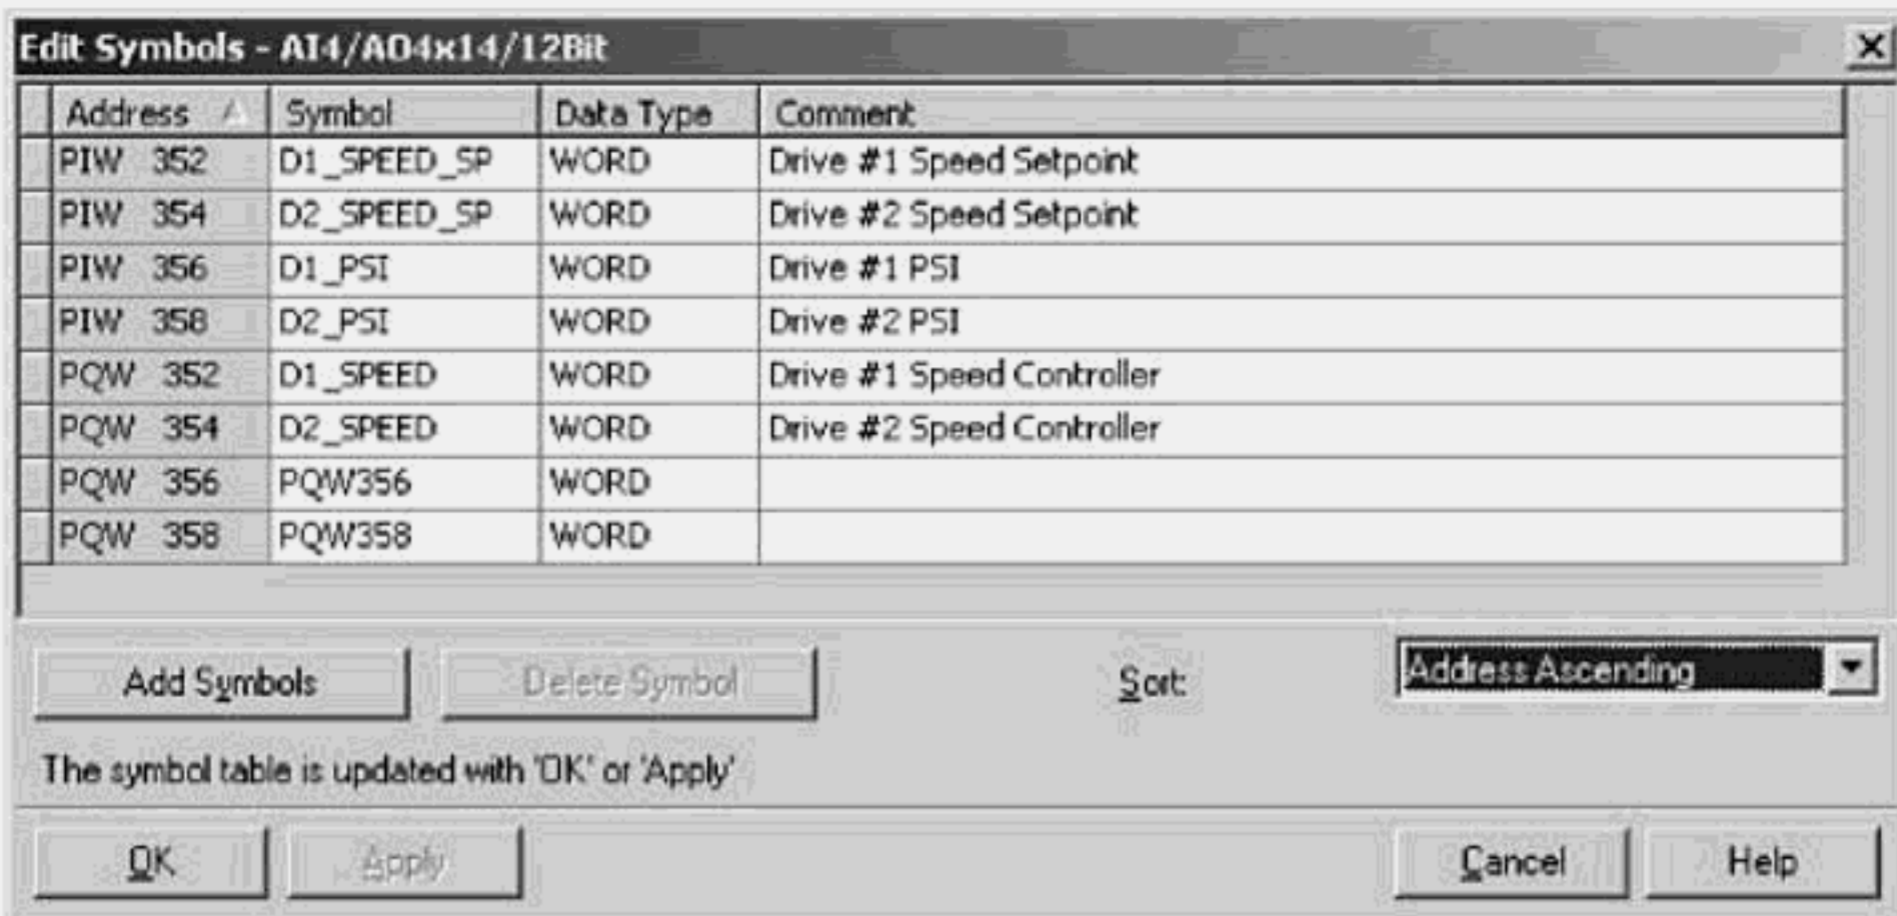 Edit Symbols - AI4/AO4x14/12Bit
Address Symbol Data Type Comment
PIW 352 D1_SPEED_SP WORD Drive #1 Speed Setpoint
PIW 354 D2_SPEED_SP WORD Drive #2 Speed Setpoint
PIW 356 D1_PSI WORD Drive #1 PSI
PIW 358 D2_PSI WORD Drive #2 PSI
PQW 352 D1_SPEED WORD Drive #1 Speed Controller
PQW 354 D2_SPEED WORD Drive #2 Speed Controller
PQW 356 PQW356 WORD
PQW 358 PQW358 WORD
Add Symbols Delete Symbol Sort: Address Ascending
The symbol table is updated with 'OK' or 'Apply'
OK Apply Cancel Help